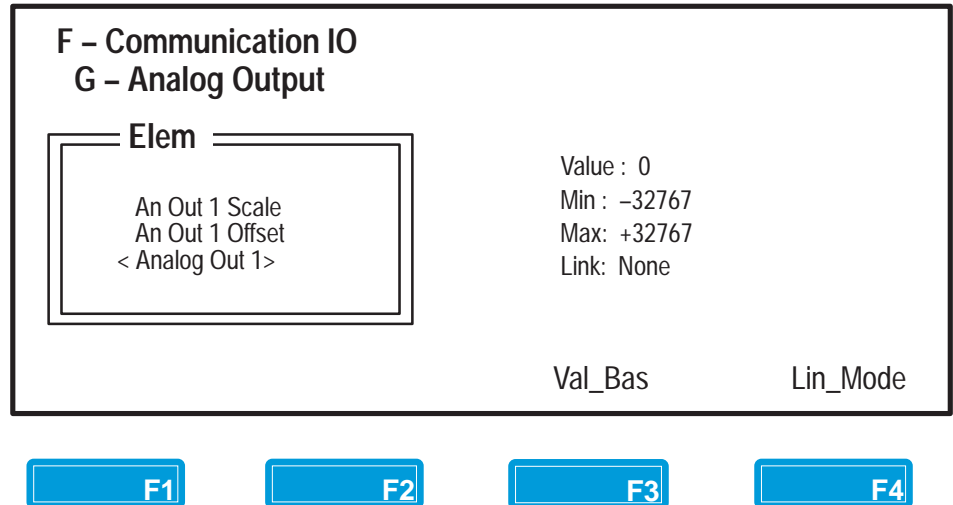 F – Communication IO
G – Analog Output
Elem
An Out 1 Scale
An Out 1 Offset
< Analog Out 1>
Value : 0
Min : –32767
Max: +32767
Link: None
Val_Bas Lin_Mode
F1 F2 F3 F4